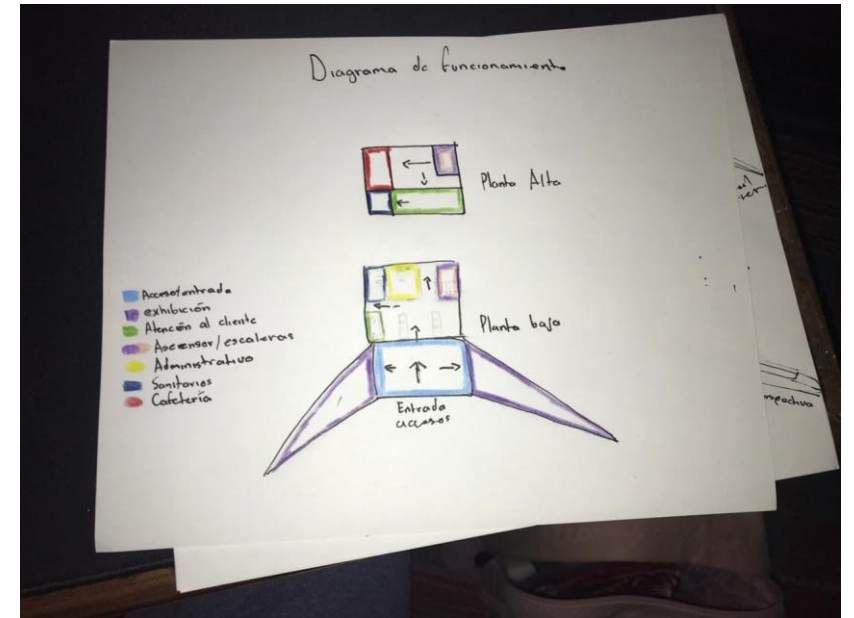 Diagrama de funcionamiento
Planta Alta
Acceso/entrada
exhibición
Atención al cliente
Ascensor/escaleras
Administrativo
Sanitarios
Cafetería
Planta baja
Entrada
accesos